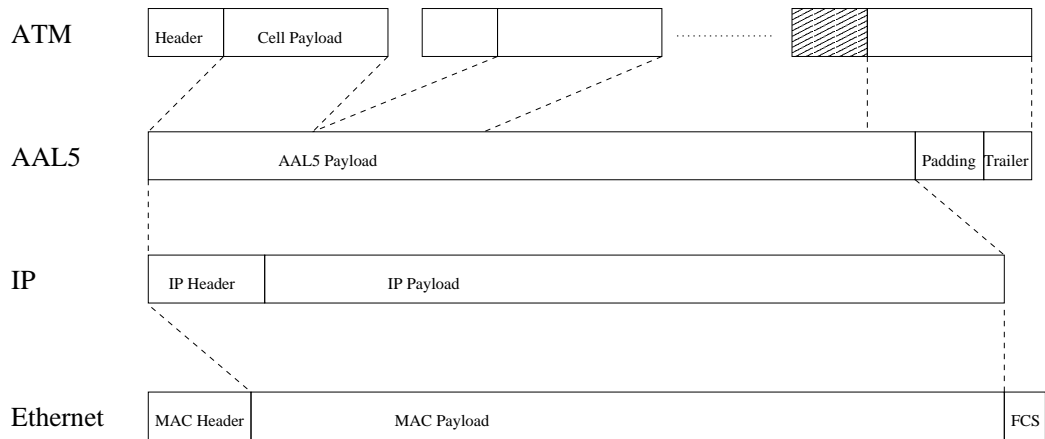 ATM
Header Cell Payload
AAL5
AAL5 Payload Padding Trailer
IP
IP Header IP Payload
Ethernet
MAC Header MAC Payload FCS